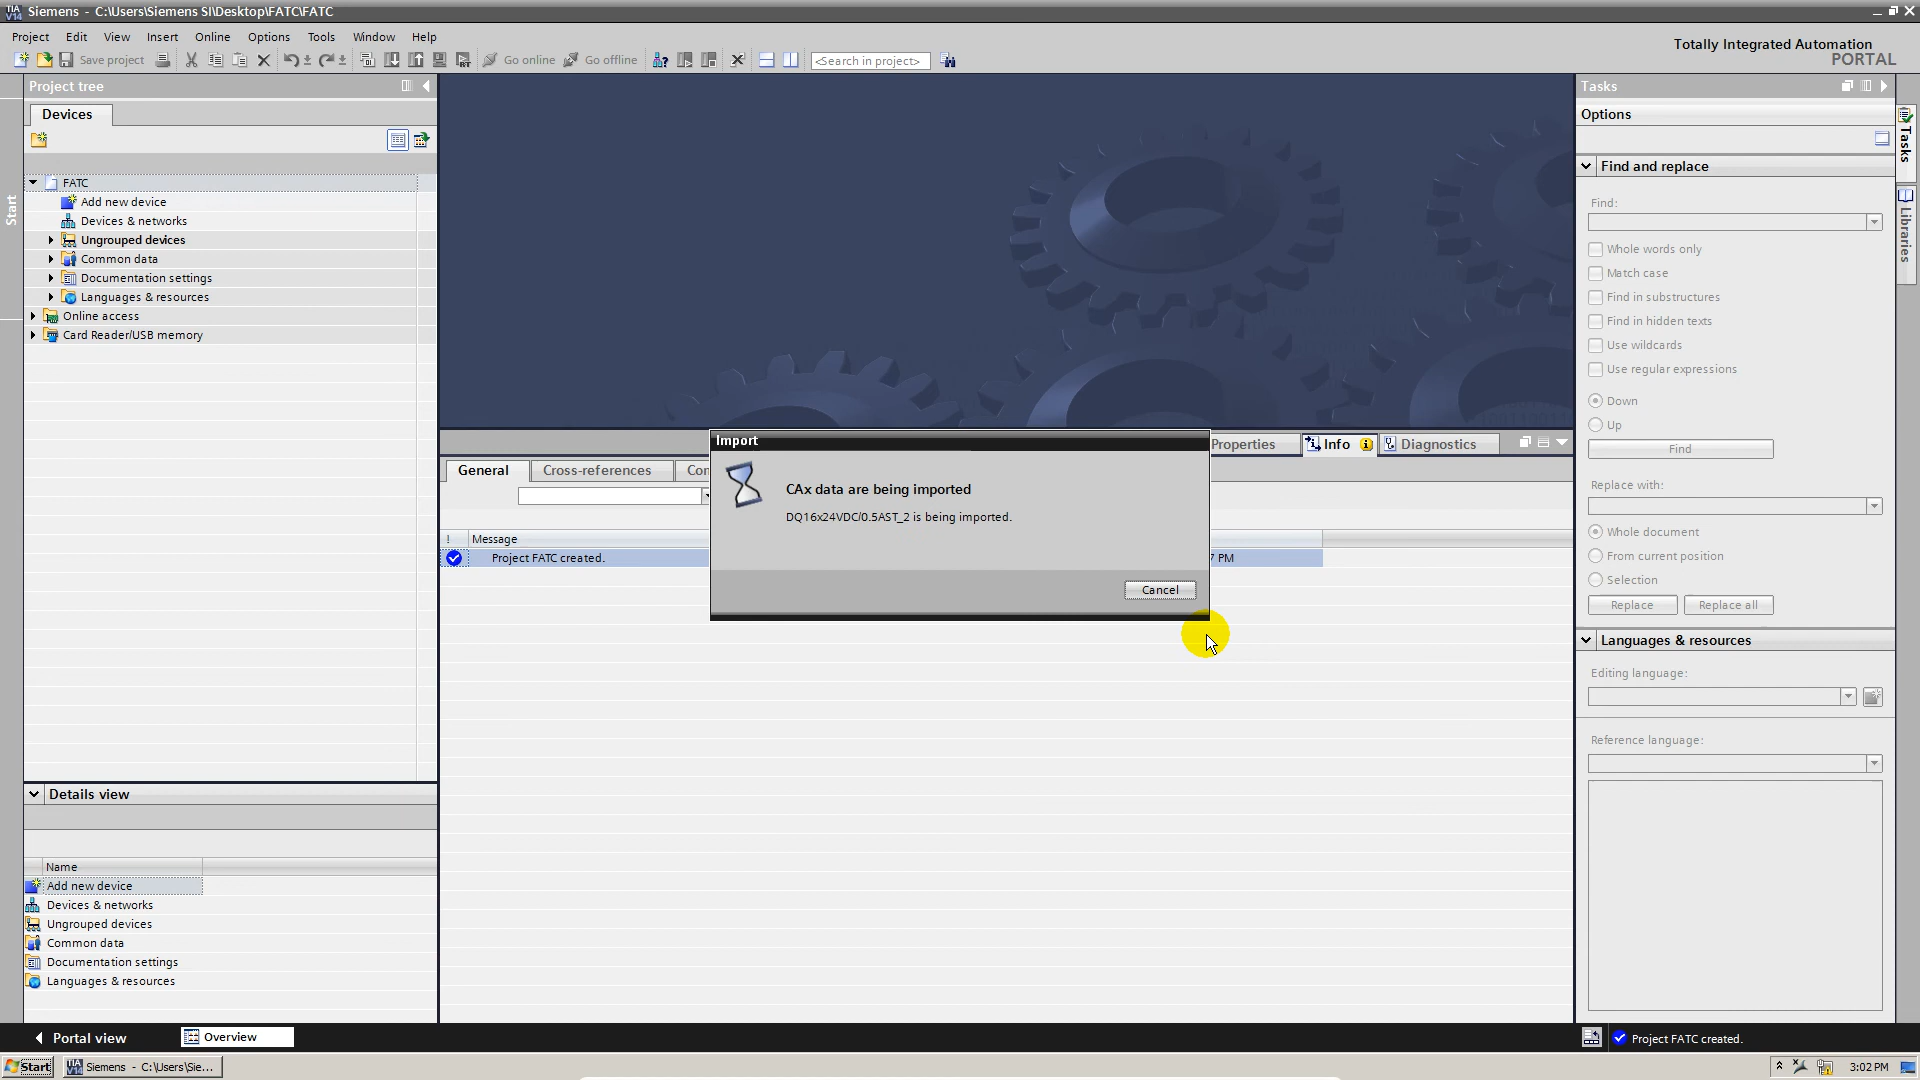 Siemens - C:\Users\Siemens SI\Desktop\FATC\FATC
Project Edit View Insert Online Options Tools Window Help
Totally Integrated Automation
PORTAL
Save project
Go online
Go offline
<Search in project>
Project tree
Devices
Start
FATC
Add new device
Devices & networks
Ungrouped devices
Common data
Documentation settings
Languages & resources
Online access
Card Reader/USB memory
Details view
Name
Add new device
Devices & networks
Ungrouped devices
Common data
Documentation settings
Languages & resources
Properties
Info
Diagnostics
General
Cross-references
! Message
Project FATC created.
7 PM
Import
CAx data are being imported
DQ16x24VDC/0.5AST_2 is being imported.
Cancel
Tasks
Options
Find and replace
Find:
Whole words only
Match case
Find in substructures
Find in hidden texts
Use wildcards
Use regular expressions
Down
Up
Find
Replace with:
Whole document
From current position
Selection
Replace
Replace all
Languages & resources
Editing language:
Reference language:
Tasks
Libraries
Portal view
Overview
Project FATC created.
Start
Siemens - C:\Users\Sie...
3:02 PM